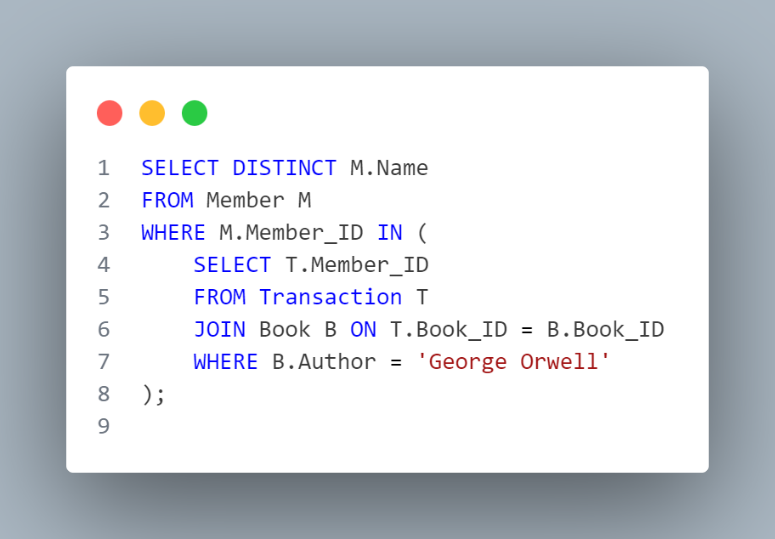 1 SELECT DISTINCT M.Name
2 FROM Member M
3 WHERE M.Member_ID IN (
4     SELECT T.Member_ID
5     FROM Transaction T
6     JOIN Book B ON T.Book_ID = B.Book_ID
7     WHERE B.Author = 'George Orwell'
8 );
9